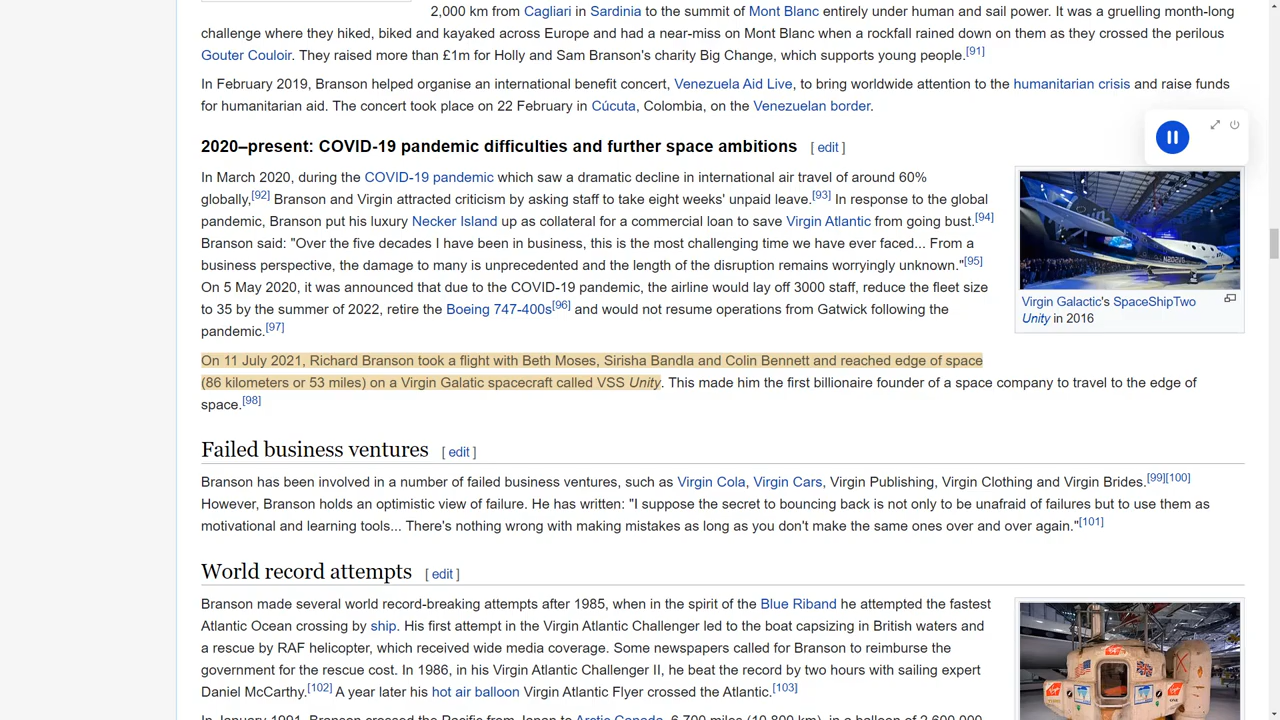 2,000 km from Cagliari in Sardinia to the summit of Mont Blanc entirely under human and sail power. It was a gruelling month-long
challenge where they hiked, biked and kayaked across Europe and had a near-miss on Mont Blanc when a rockfall rained down on them as they crossed the perilous
Gouter Couloir. They raised more than £1m for Holly and Sam Branson's charity Big Change, which supports young people.[91]
In February 2019, Branson helped organise an international benefit concert, Venezuela Aid Live, to bring worldwide attention to the humanitarian crisis and raise funds
for humanitarian aid. The concert took place on 22 February in Cúcuta, Colombia, on the Venezuelan border.
2020–present: COVID-19 pandemic difficulties and further space ambitions [ edit ]
In March 2020, during the COVID-19 pandemic which saw a dramatic decline in international air travel of around 60%
globally,[92] Branson and Virgin attracted criticism by asking staff to take eight weeks' unpaid leave.[93] In response to the global
pandemic, Branson put his luxury Necker Island up as collateral for a commercial loan to save Virgin Atlantic from going bust.[94]
Branson said: "Over the five decades I have been in business, this is the most challenging time we have ever faced... From a
business perspective, the damage to many is unprecedented and the length of the disruption remains worryingly unknown."[95]
On 5 May 2020, it was announced that due to the COVID-19 pandemic, the airline would lay off 3000 staff, reduce the fleet size
to 35 by the summer of 2022, retire the Boeing 747-400s[96] and would not resume operations from Gatwick following the
pandemic.[97]
Virgin Galactic's SpaceShipTwo
Unity in 2016
On 11 July 2021, Richard Branson took a flight with Beth Moses, Sirisha Bandla and Colin Bennett and reached edge of space
(86 kilometers or 53 miles) on a Virgin Galatic spacecraft called VSS Unity. This made him the first billionaire founder of a space company to travel to the edge of
space.[98]
Failed business ventures [ edit ]
Branson has been involved in a number of failed business ventures, such as Virgin Cola, Virgin Cars, Virgin Publishing, Virgin Clothing and Virgin Brides.[99][100]
However, Branson holds an optimistic view of failure. He has written: "I suppose the secret to bouncing back is not only to be unafraid of failures but to use them as
motivational and learning tools... There's nothing wrong with making mistakes as long as you don't make the same ones over and over again."[101]
World record attempts [ edit ]
Branson made several world record-breaking attempts after 1985, when in the spirit of the Blue Riband he attempted the fastest
Atlantic Ocean crossing by ship. His first attempt in the Virgin Atlantic Challenger led to the boat capsizing in British waters and
a rescue by RAF helicopter, which received wide media coverage. Some newspapers called for Branson to reimburse the
government for the rescue cost. In 1986, in his Virgin Atlantic Challenger II, he beat the record by two hours with sailing expert
Daniel McCarthy.[102] A year later his hot air balloon Virgin Atlantic Flyer crossed the Atlantic.[103]
In January 1991, Branson crossed the Pacific from Japan to Arctic Canada, 6,700 miles (10,800 km), in a balloon of 2,600,000